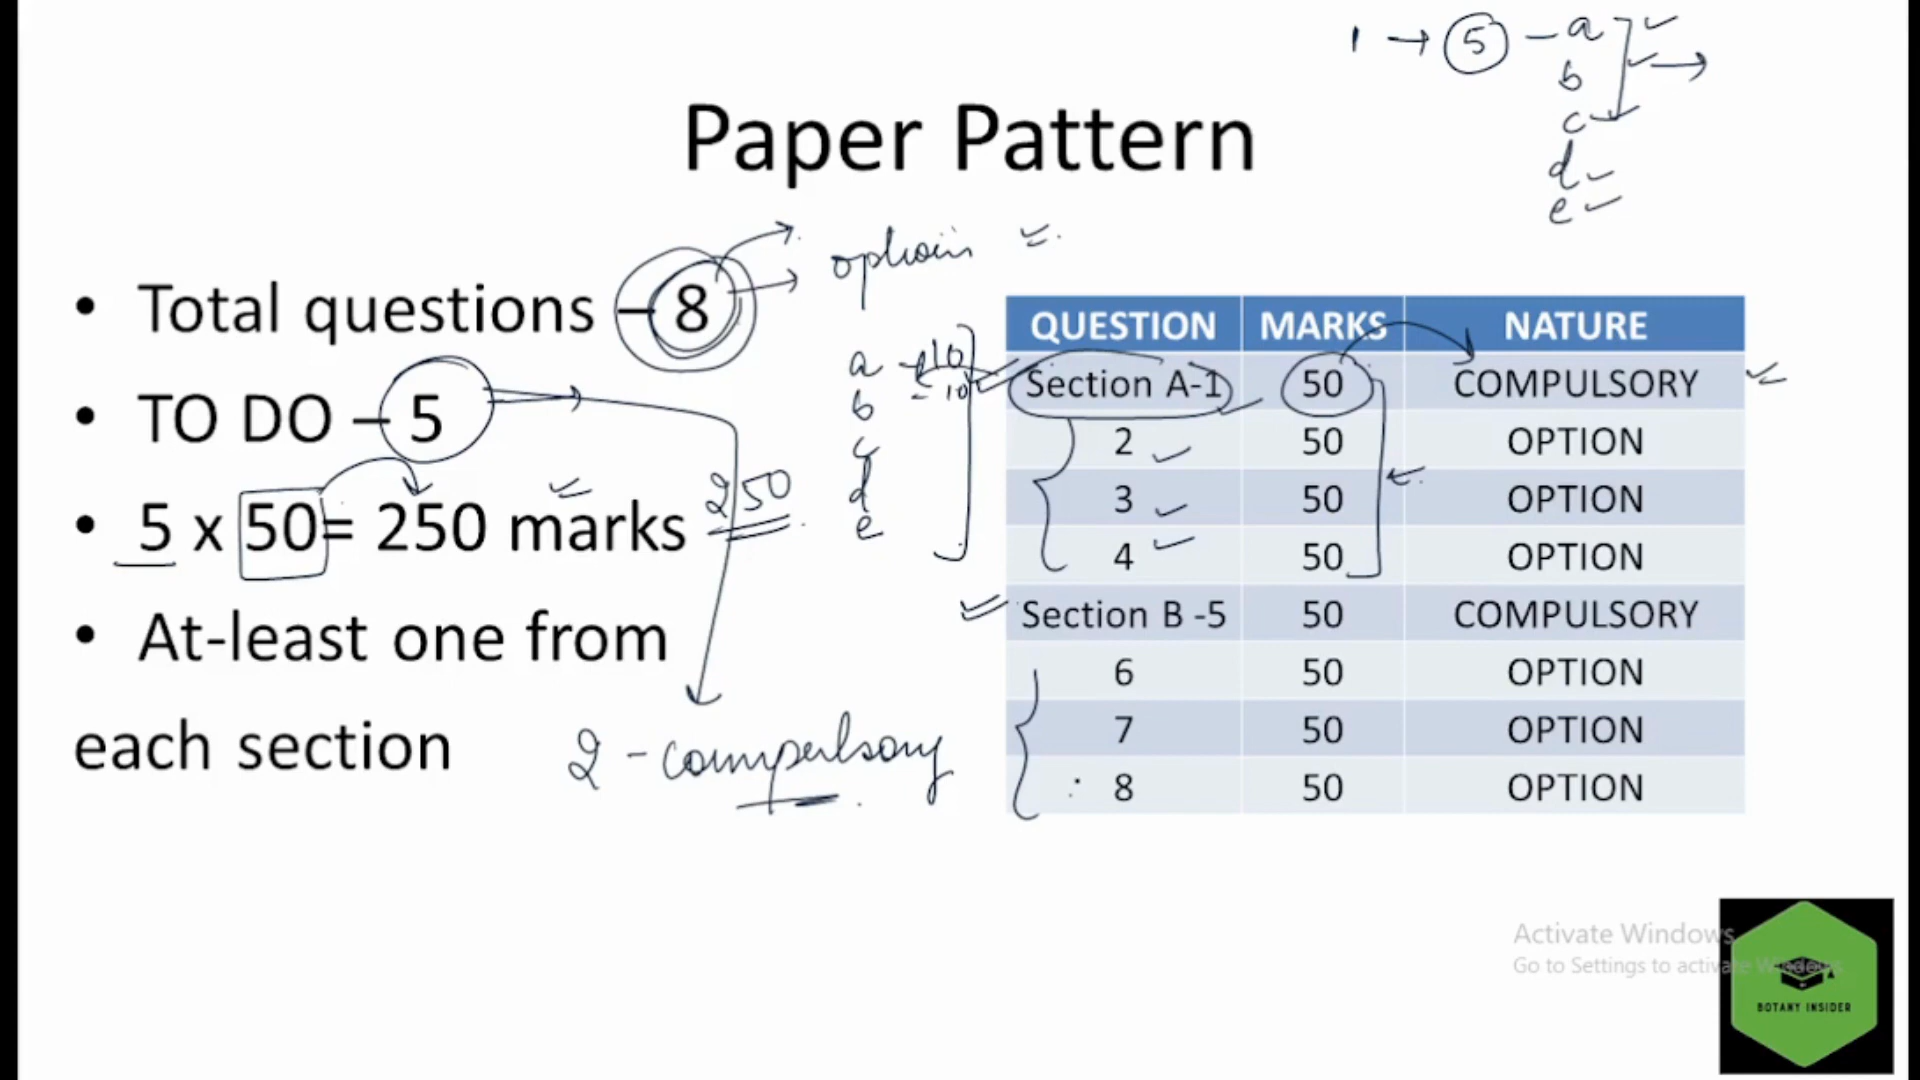 1 → 5 - a
b
c
d
e
Paper Pattern
• Total questions – 8
• TO DO – 5
• 5 x 50= 250 marks
250
• At-least one from
each section
2 - compulsory
a - 10
b - 10
c
d
e
QUESTION MARKS NATURE
Section A-1 50 COMPULSORY
2 50 OPTION
3 50 OPTION
4 50 OPTION
Section B -5 50 COMPULSORY
6 50 OPTION
7 50 OPTION
8 50 OPTION
Activate Windows
Go to Settings to activate Windows.
BOTANY INSIDER